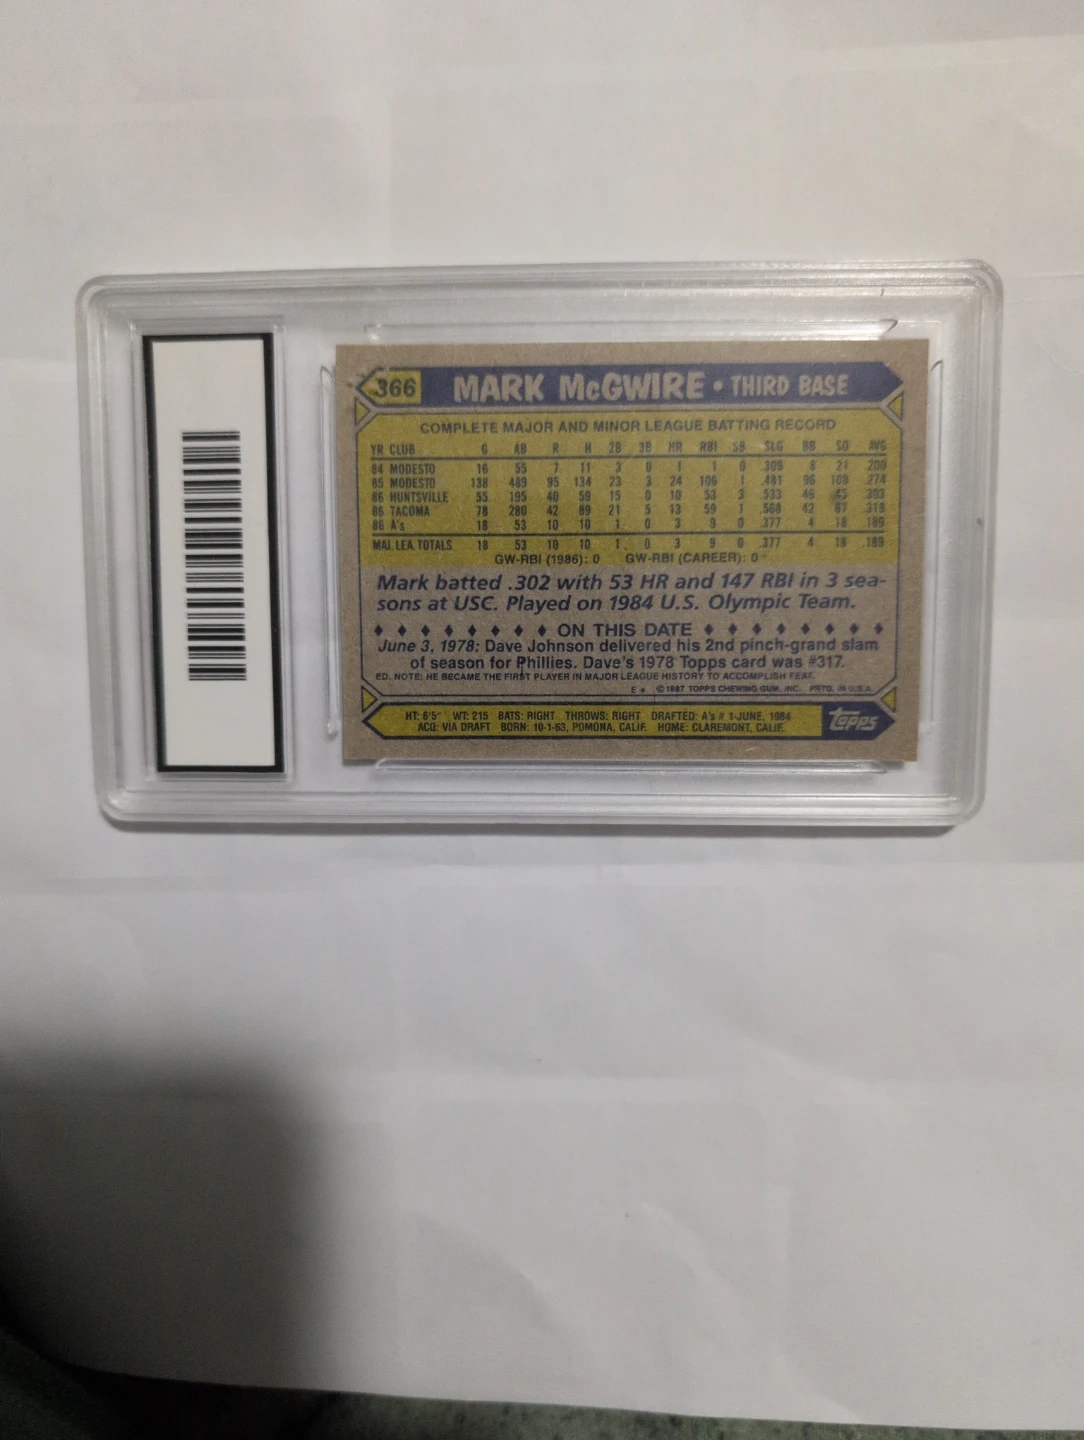 366 MARK McGWIRE • THIRD BASE
COMPLETE MAJOR AND MINOR LEAGUE BATTING RECORD
YR CLUB G AB R H 2B 3B HR RBI SB SLG BB SO AVG
84 MODESTO 16 55 7 11 3 0 1 1 0 .309 8 21 .200
85 MODESTO 138 489 95 134 23 3 24 106 1 .481 96 108 .274
86 HUNTSVILLE 55 195 40 59 15 0 10 53 3 .533 46 45 .303
86 TACOMA 78 280 42 89 21 5 13 59 1 .568 42 67 .318
86 A's 18 53 10 10 1 0 3 9 0 .377 4 18 .189
MAJ. LEA. TOTALS 18 53 10 10 1 0 3 9 0 .377 4 18 .189
GW-RBI (1986): 0 GW-RBI (CAREER): 0
Mark batted .302 with 53 HR and 147 RBI in 3 sea-
sons at USC. Played on 1984 U.S. Olympic Team.
♦ ♦ ♦ ♦ ♦ ♦ ♦ ♦ ON THIS DATE ♦ ♦ ♦ ♦ ♦ ♦ ♦ ♦
June 3, 1978: Dave Johnson delivered his 2nd pinch-grand slam
of season for Phillies. Dave's 1978 Topps card was #317.
ED. NOTE: HE BECAME THE FIRST PLAYER IN MAJOR LEAGUE HISTORY TO ACCOMPLISH FEAT.
E * © 1987 TOPPS CHEWING GUM, INC. PRTD. IN U.S.A.
HT: 6'5" WT: 215 BATS: RIGHT THROWS: RIGHT DRAFTED: A's # 1-JUNE, 1984
ACQ: VIA DRAFT BORN: 10-1-63, POMONA, CALIF. HOME: CLAREMONT, CALIF.
topps